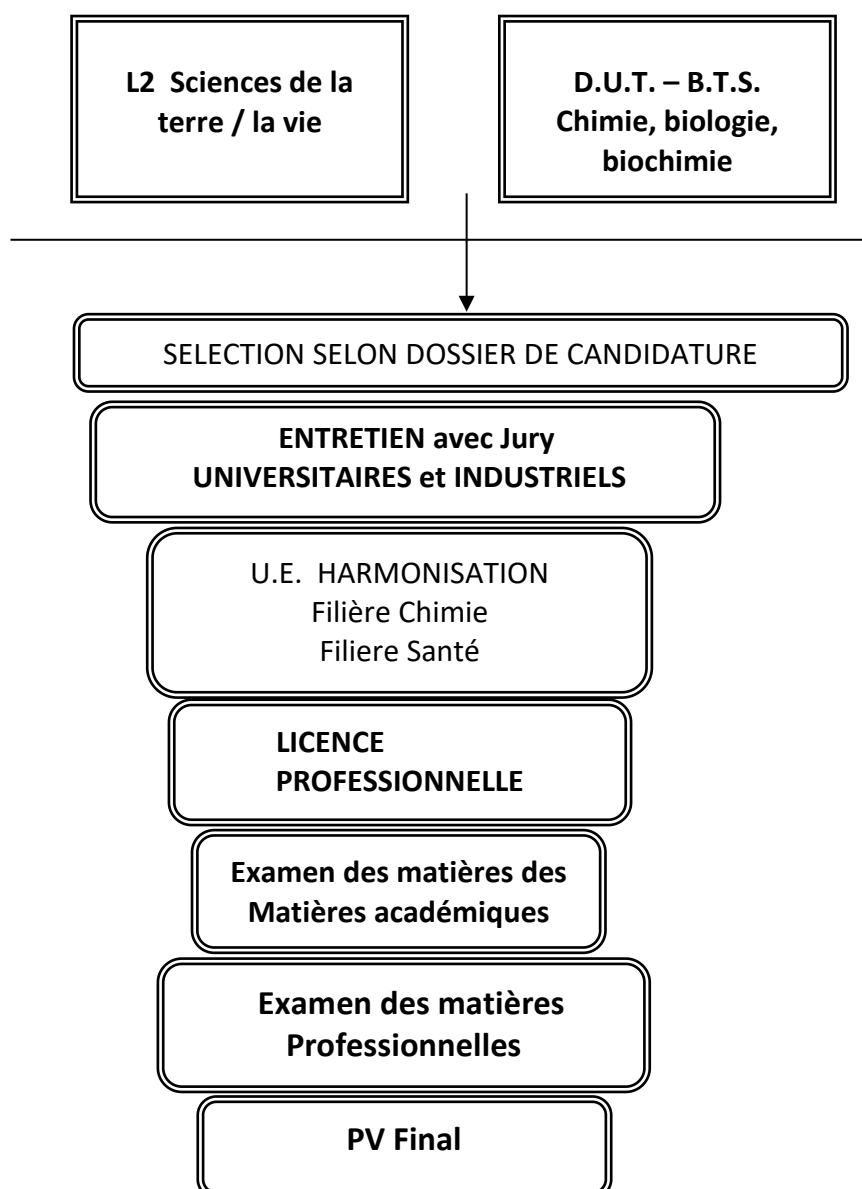 L2 Sciences de la
terre / la vie
D.U.T. – B.T.S.
Chimie, biologie,
biochimie
SELECTION SELON DOSSIER DE CANDIDATURE
ENTRETIEN avec Jury
UNIVERSITAIRES et INDUSTRIELS
U.E. HARMONISATION
Filière Chimie
Filiere Santé
LICENCE
PROFESSIONNELLE
Examen des matières des
Matières académiques
Examen des matières
Professionnelles
PV Final